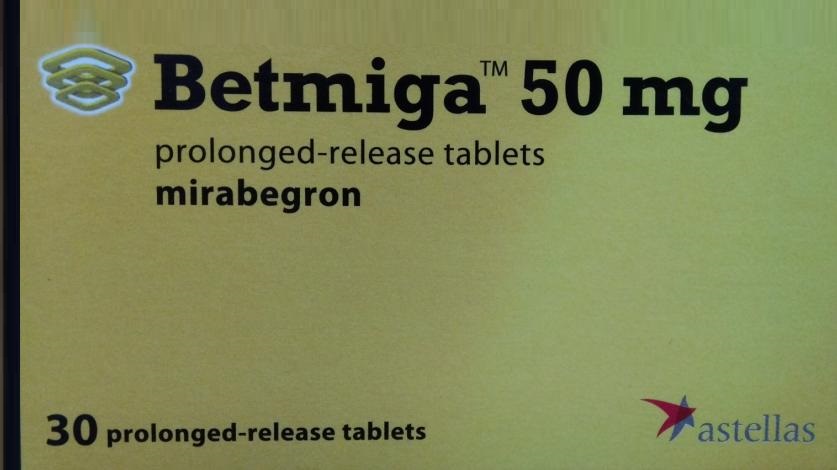 Betmiga™ 50 mg
prolonged-release tablets
mirabegron
30 prolonged-release tablets
astellas